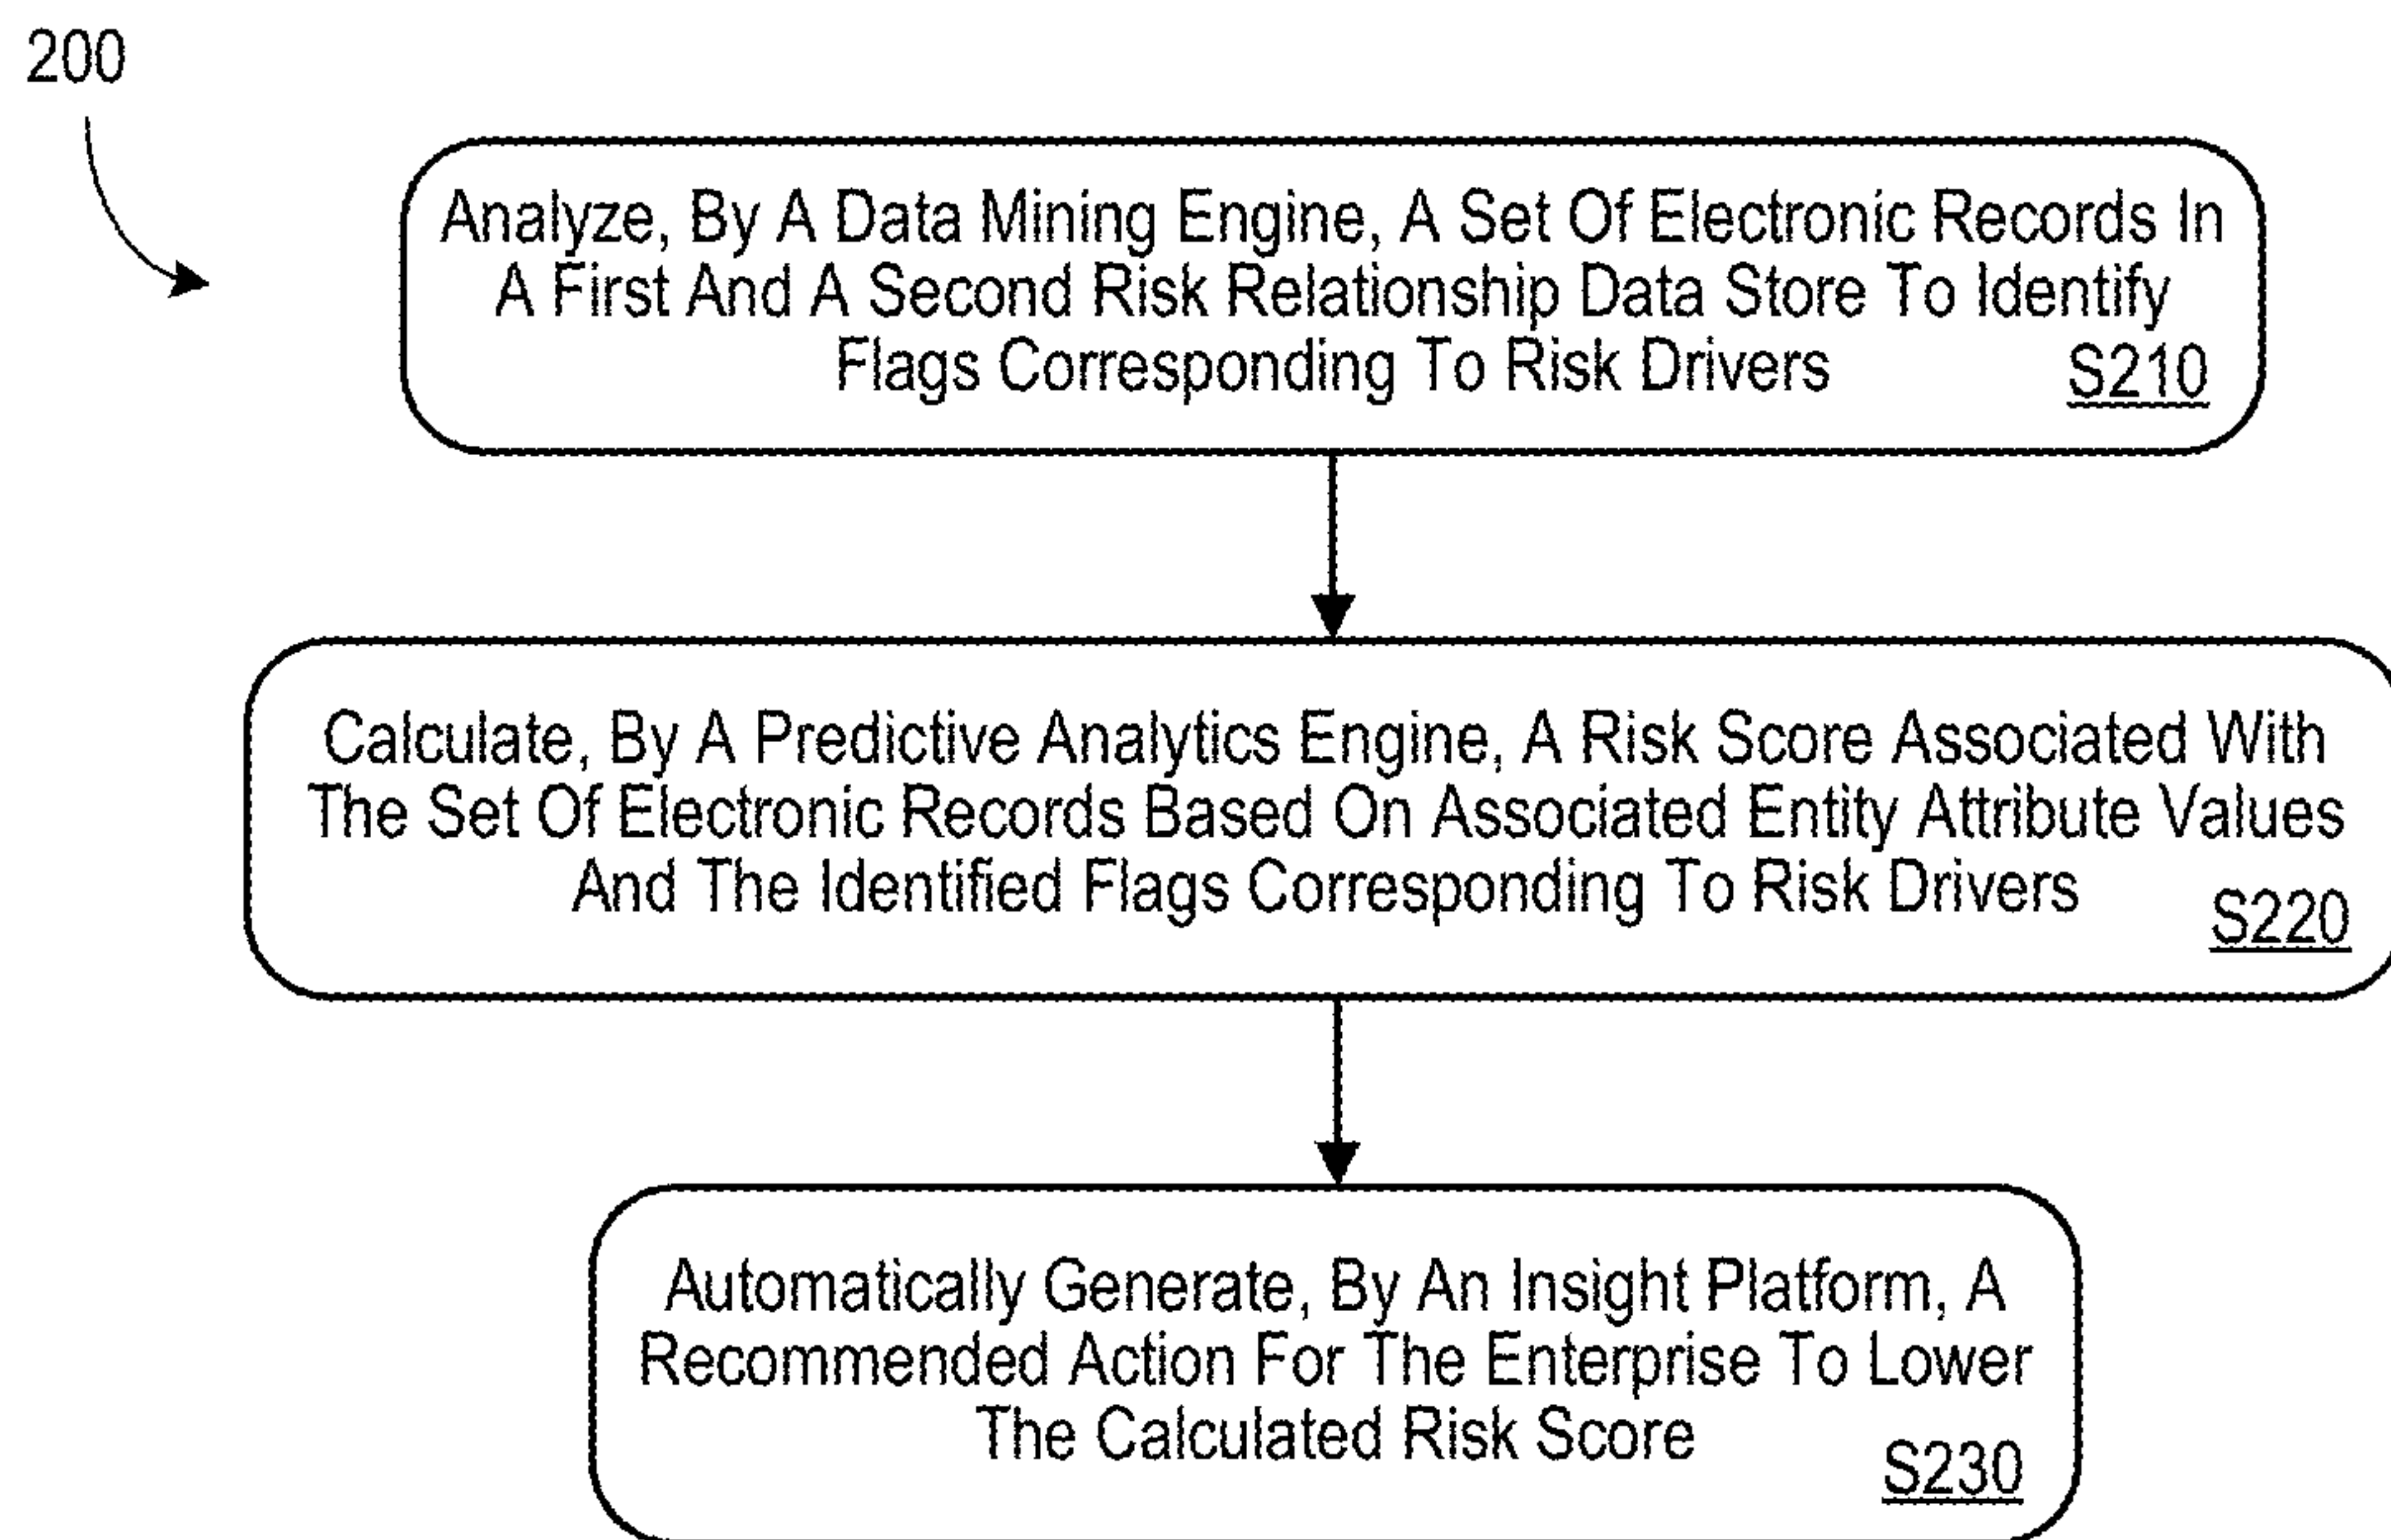 200
Analyze, By A Data Mining Engine, A Set Of Electronic Records In
A First And A Second Risk Relationship Data Store To Identify
Flags Corresponding To Risk Drivers
S210
Calculate, By A Predictive Analytics Engine, A Risk Score Associated With
The Set Of Electronic Records Based On Associated Entity Attribute Values
And The Identified Flags Corresponding To Risk Drivers
S220
Automatically Generate, By An Insight Platform, A
Recommended Action For The Enterprise To Lower
The Calculated Risk Score
S230